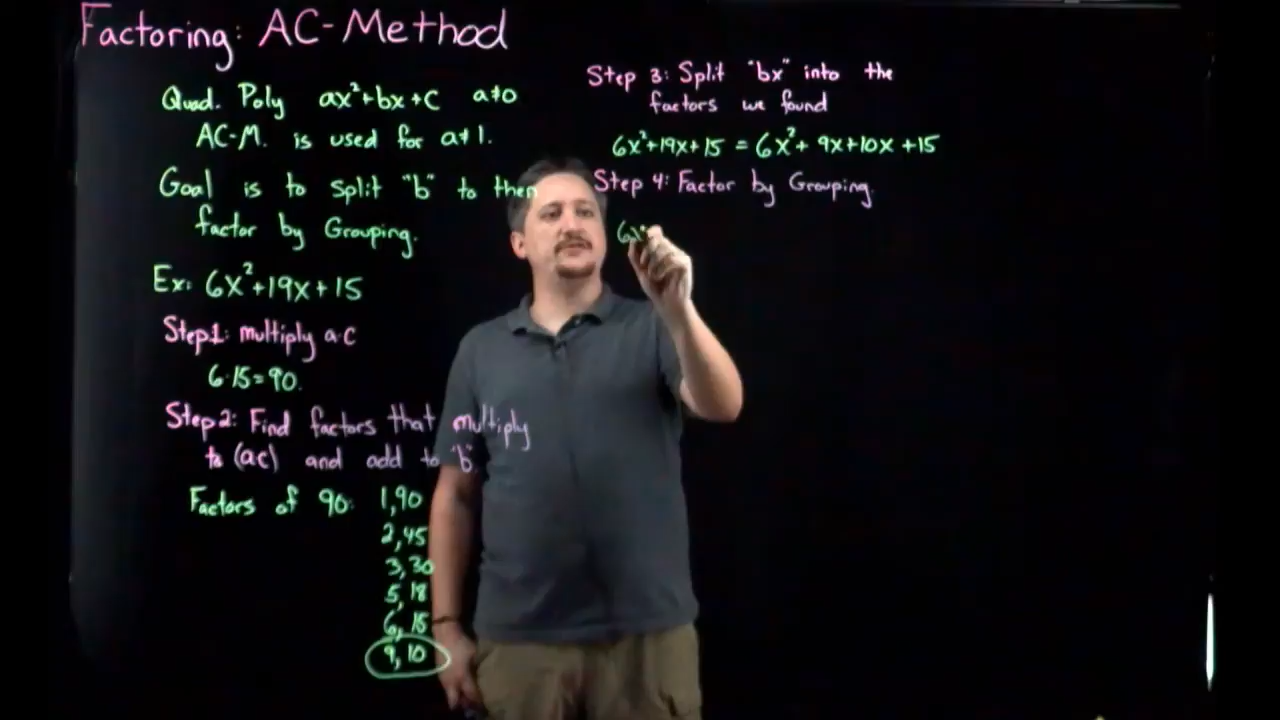 Factoring: AC-Method
Quad. Poly ax²+bx+c a≠0
AC-M. is used for a≠1.
Goal is to split "b" to then
factor by Grouping.
Ex: 6x²+19x+15
Step1: multiply a·c
6·15=90.
Step2: Find factors that multiply
to (ac) and add to "b"
Factors of 90: 1,90
2,45
3,30
5,18
6,15
9,10
Step 3: Split "bx" into the
factors we found
6x²+19x+15 = 6x²+ 9x+10x +15
Step 4: Factor by Grouping.
6x